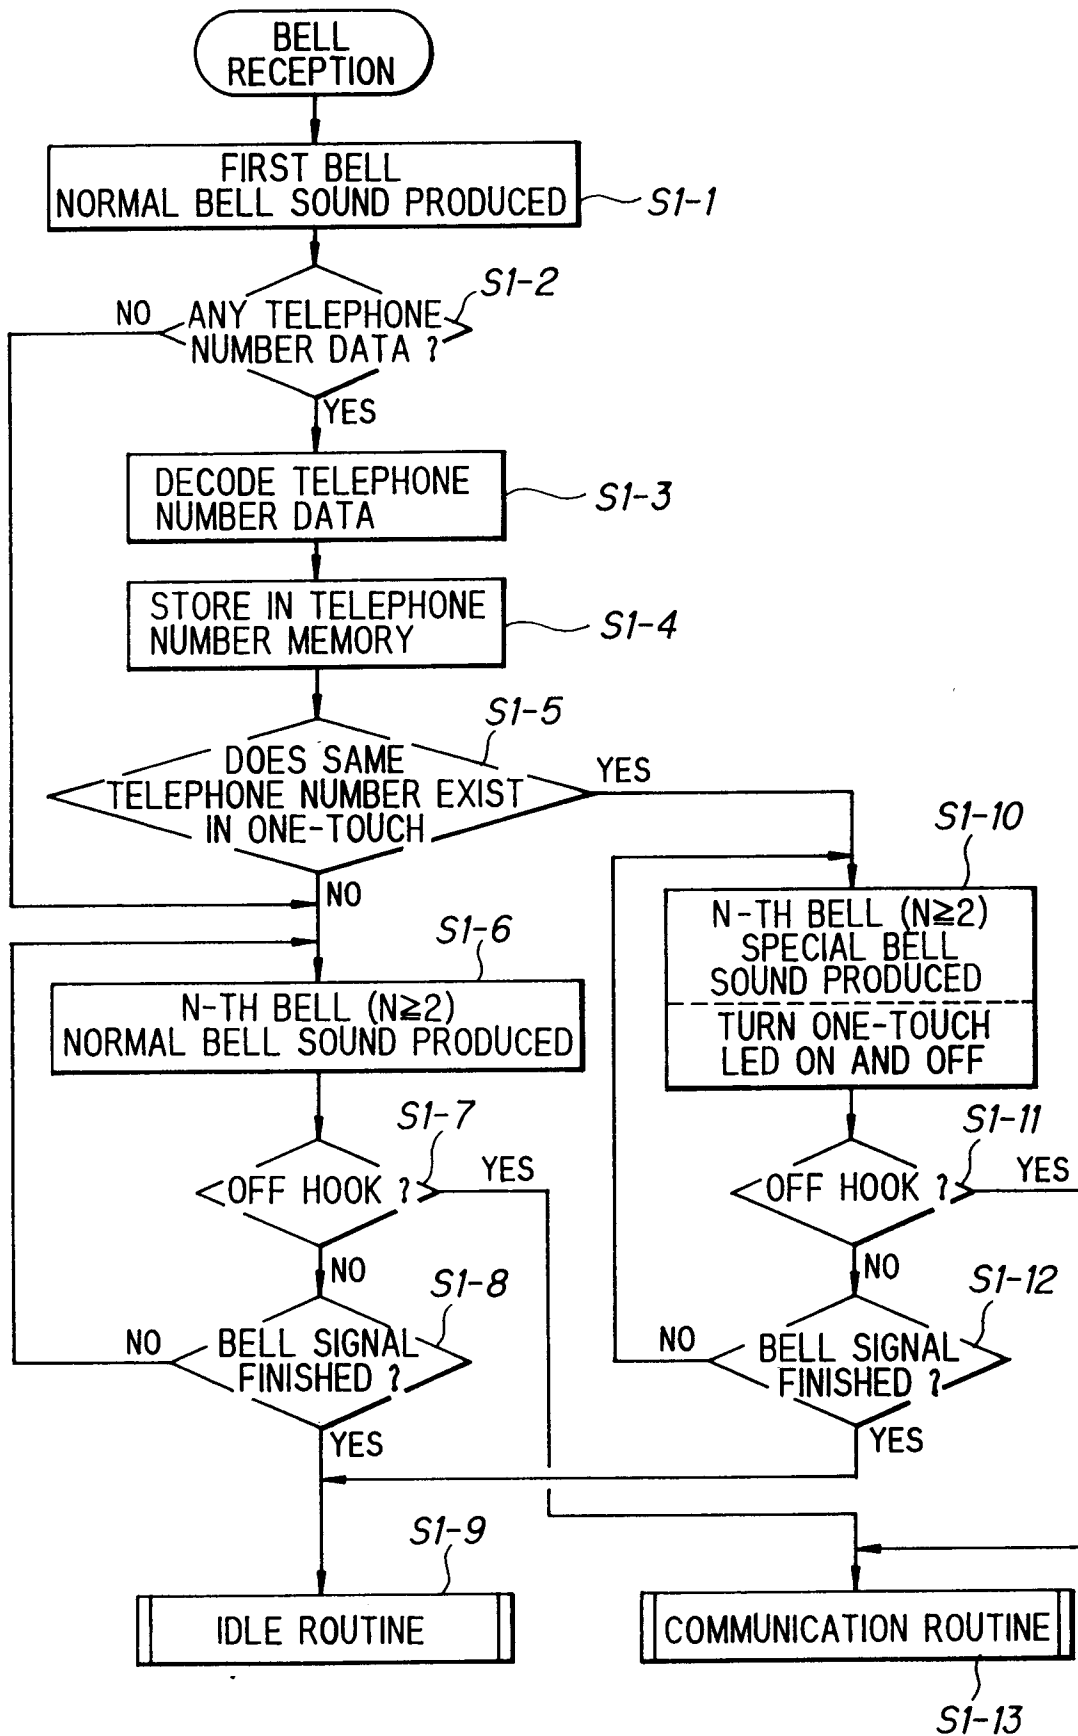 BELL
RECEPTION
FIRST BELL
NORMAL BELL SOUND PRODUCED
S1-1
S1-2
NO
ANY TELEPHONE
NUMBER DATA ?
YES
DECODE TELEPHONE
NUMBER DATA
S1-3
STORE IN TELEPHONE
NUMBER MEMORY
S1-4
S1-5
DOES SAME
TELEPHONE NUMBER EXIST
IN ONE-TOUCH
YES
NO
S1-6
N-TH BELL (N≧2)
NORMAL BELL SOUND PRODUCED
S1-7
OFF HOOK ?
YES
NO
S1-8
NO
BELL SIGNAL
FINISHED ?
YES
S1-9
IDLE ROUTINE
S1-10
N-TH BELL (N≧2)
SPECIAL BELL
SOUND PRODUCED
TURN ONE-TOUCH
LED ON AND OFF
S1-11
OFF HOOK ?
YES
NO
S1-12
NO
BELL SIGNAL
FINISHED ?
YES
COMMUNICATION ROUTINE
S1-13